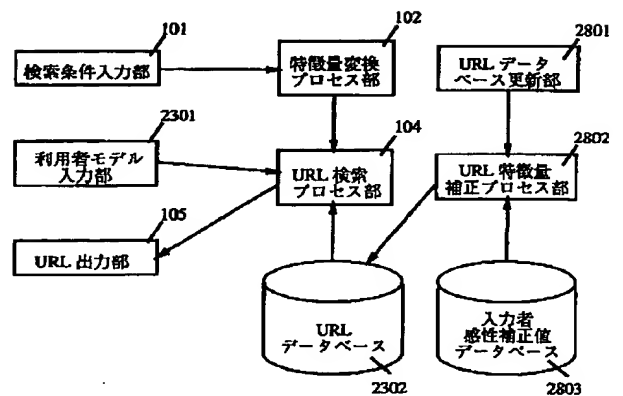 101
検索条件入力部
102
特徴量変換
プロセス部
2801
URL データ
ベース更新部
2301
利用者モデル
入力部
104
URL 検索
プロセス部
2802
URL 特徴量
補正プロセス部
105
URL 出力部
URL
データベース
2302
入力者
感性補正値
データベース
2803